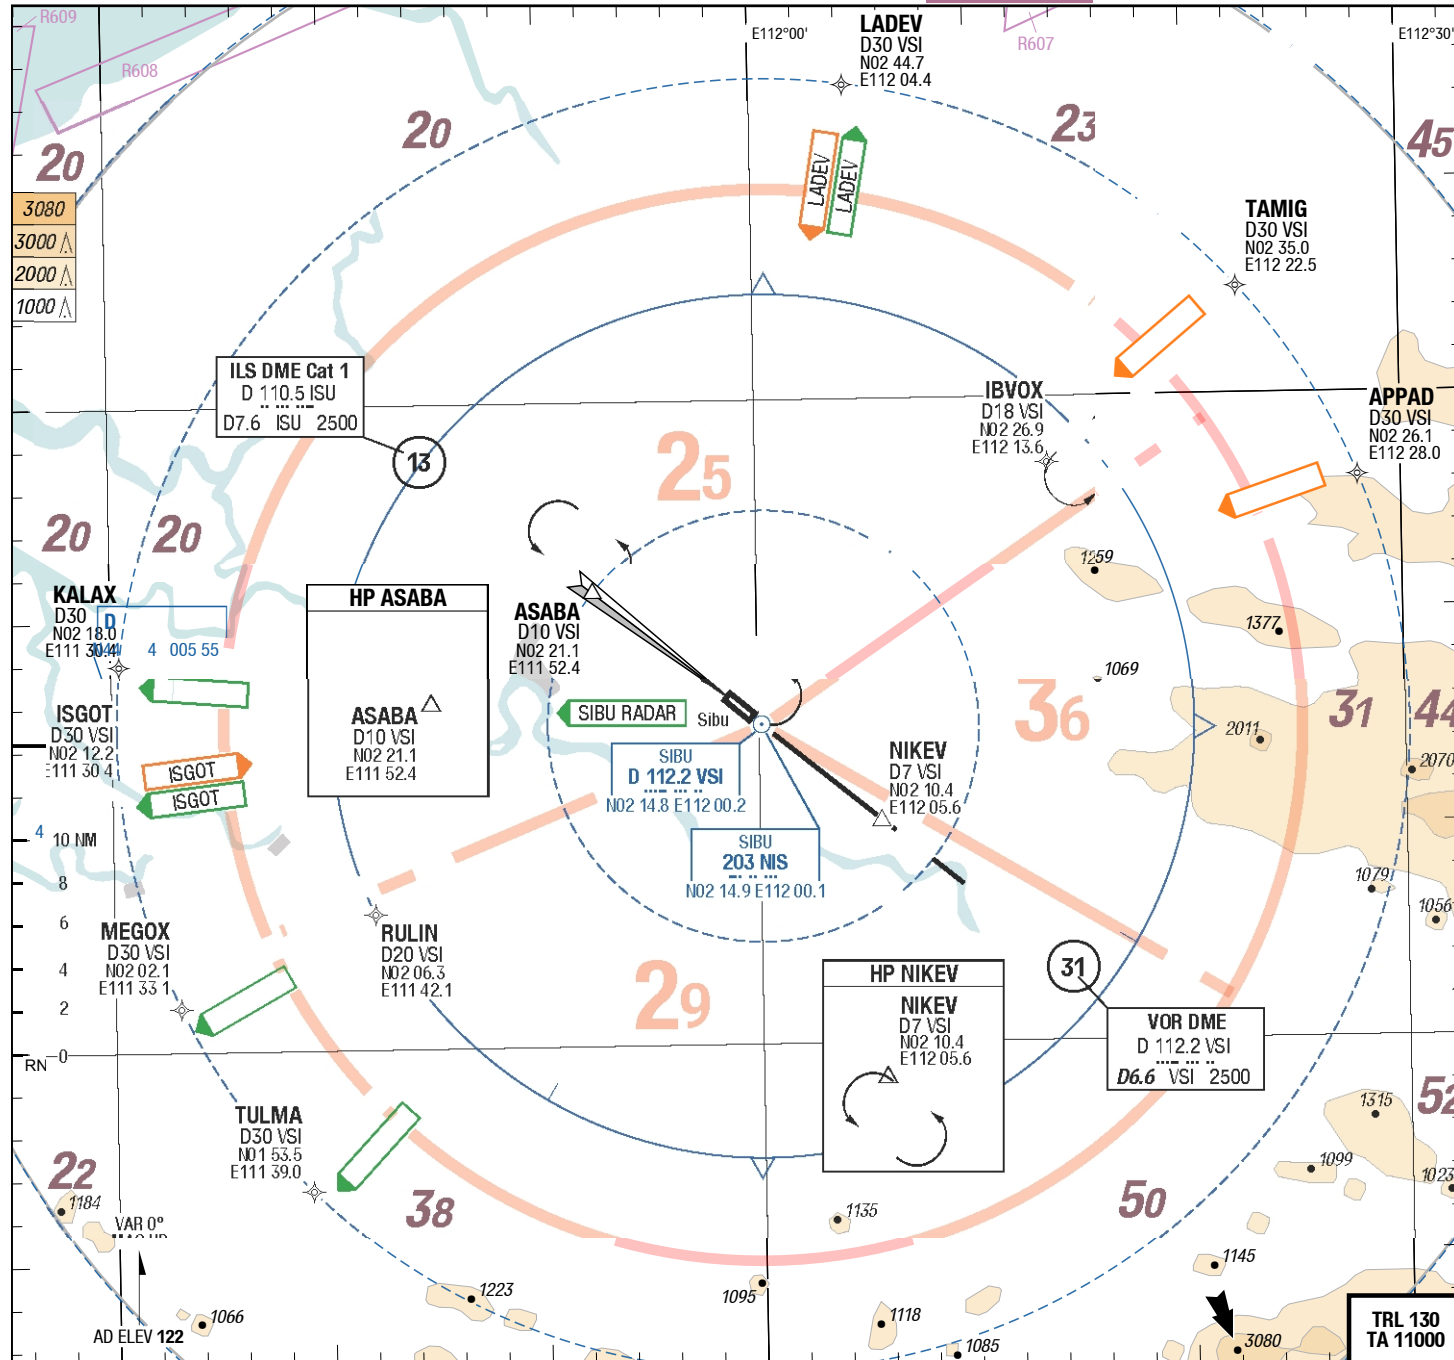 R609
R608
E112°00'
LADEV
D30 VSI
N02 44.7
E112 04.4
R607
E112°30'
20
20
23
45
3080
3000
2000
1000
LADEV
LADEV
TAMIG
D30 VSI
N02 35.0
E112 22.5
ILS DME Cat 1
D 110.5 ISU
D7.6 ISU 2500
13
25
IBVOX
D18 VSI
N02 26.9
E112 13.6
APPAD
D30 VSI
N02 26.1
E112 28.0
20
20
1259
KALAX
D30
N02 18.0
E111 30.4
D
4 005 55
HP ASABA
ASABA
D10 VSI
N02 21.1
E111 52.4
ASABA
D10 VSI
N02 21.1
E111 52.4
1377
1069
36
31
44
ISGOT
D30 VSI
N02 12.2
E111 30.4
SIBU RADAR
Sibu
2011
2070
ISGOT
ISGOT
SIBU
D 112.2 VSI
N02 14.8 E112 00.2
NIKEV
D7 VSI
N02 10.4
E112 05.6
SIBU
203 NIS
N02 14.9 E112 00.1
4
10 NM
8
6
4
2
0
RN
1079
1056
MEGOX
D30 VSI
N02 02.1
E111 33.1
RULIN
D20 VSI
N02 06.3
E111 42.1
29
HP NIKEV
NIKEV
D7 VSI
N02 10.4
E112 05.6
31
VOR DME
D 112.2 VSI
D6.6 VSI 2500
TULMA
D30 VSI
N01 53.5
E111 39.0
52
1315
1099
1023
22
1184
38
50
1135
VAR 0°
1145
1223
1095
1118
1066
1085
3080
AD ELEV 122
TRL 130
TA 11000